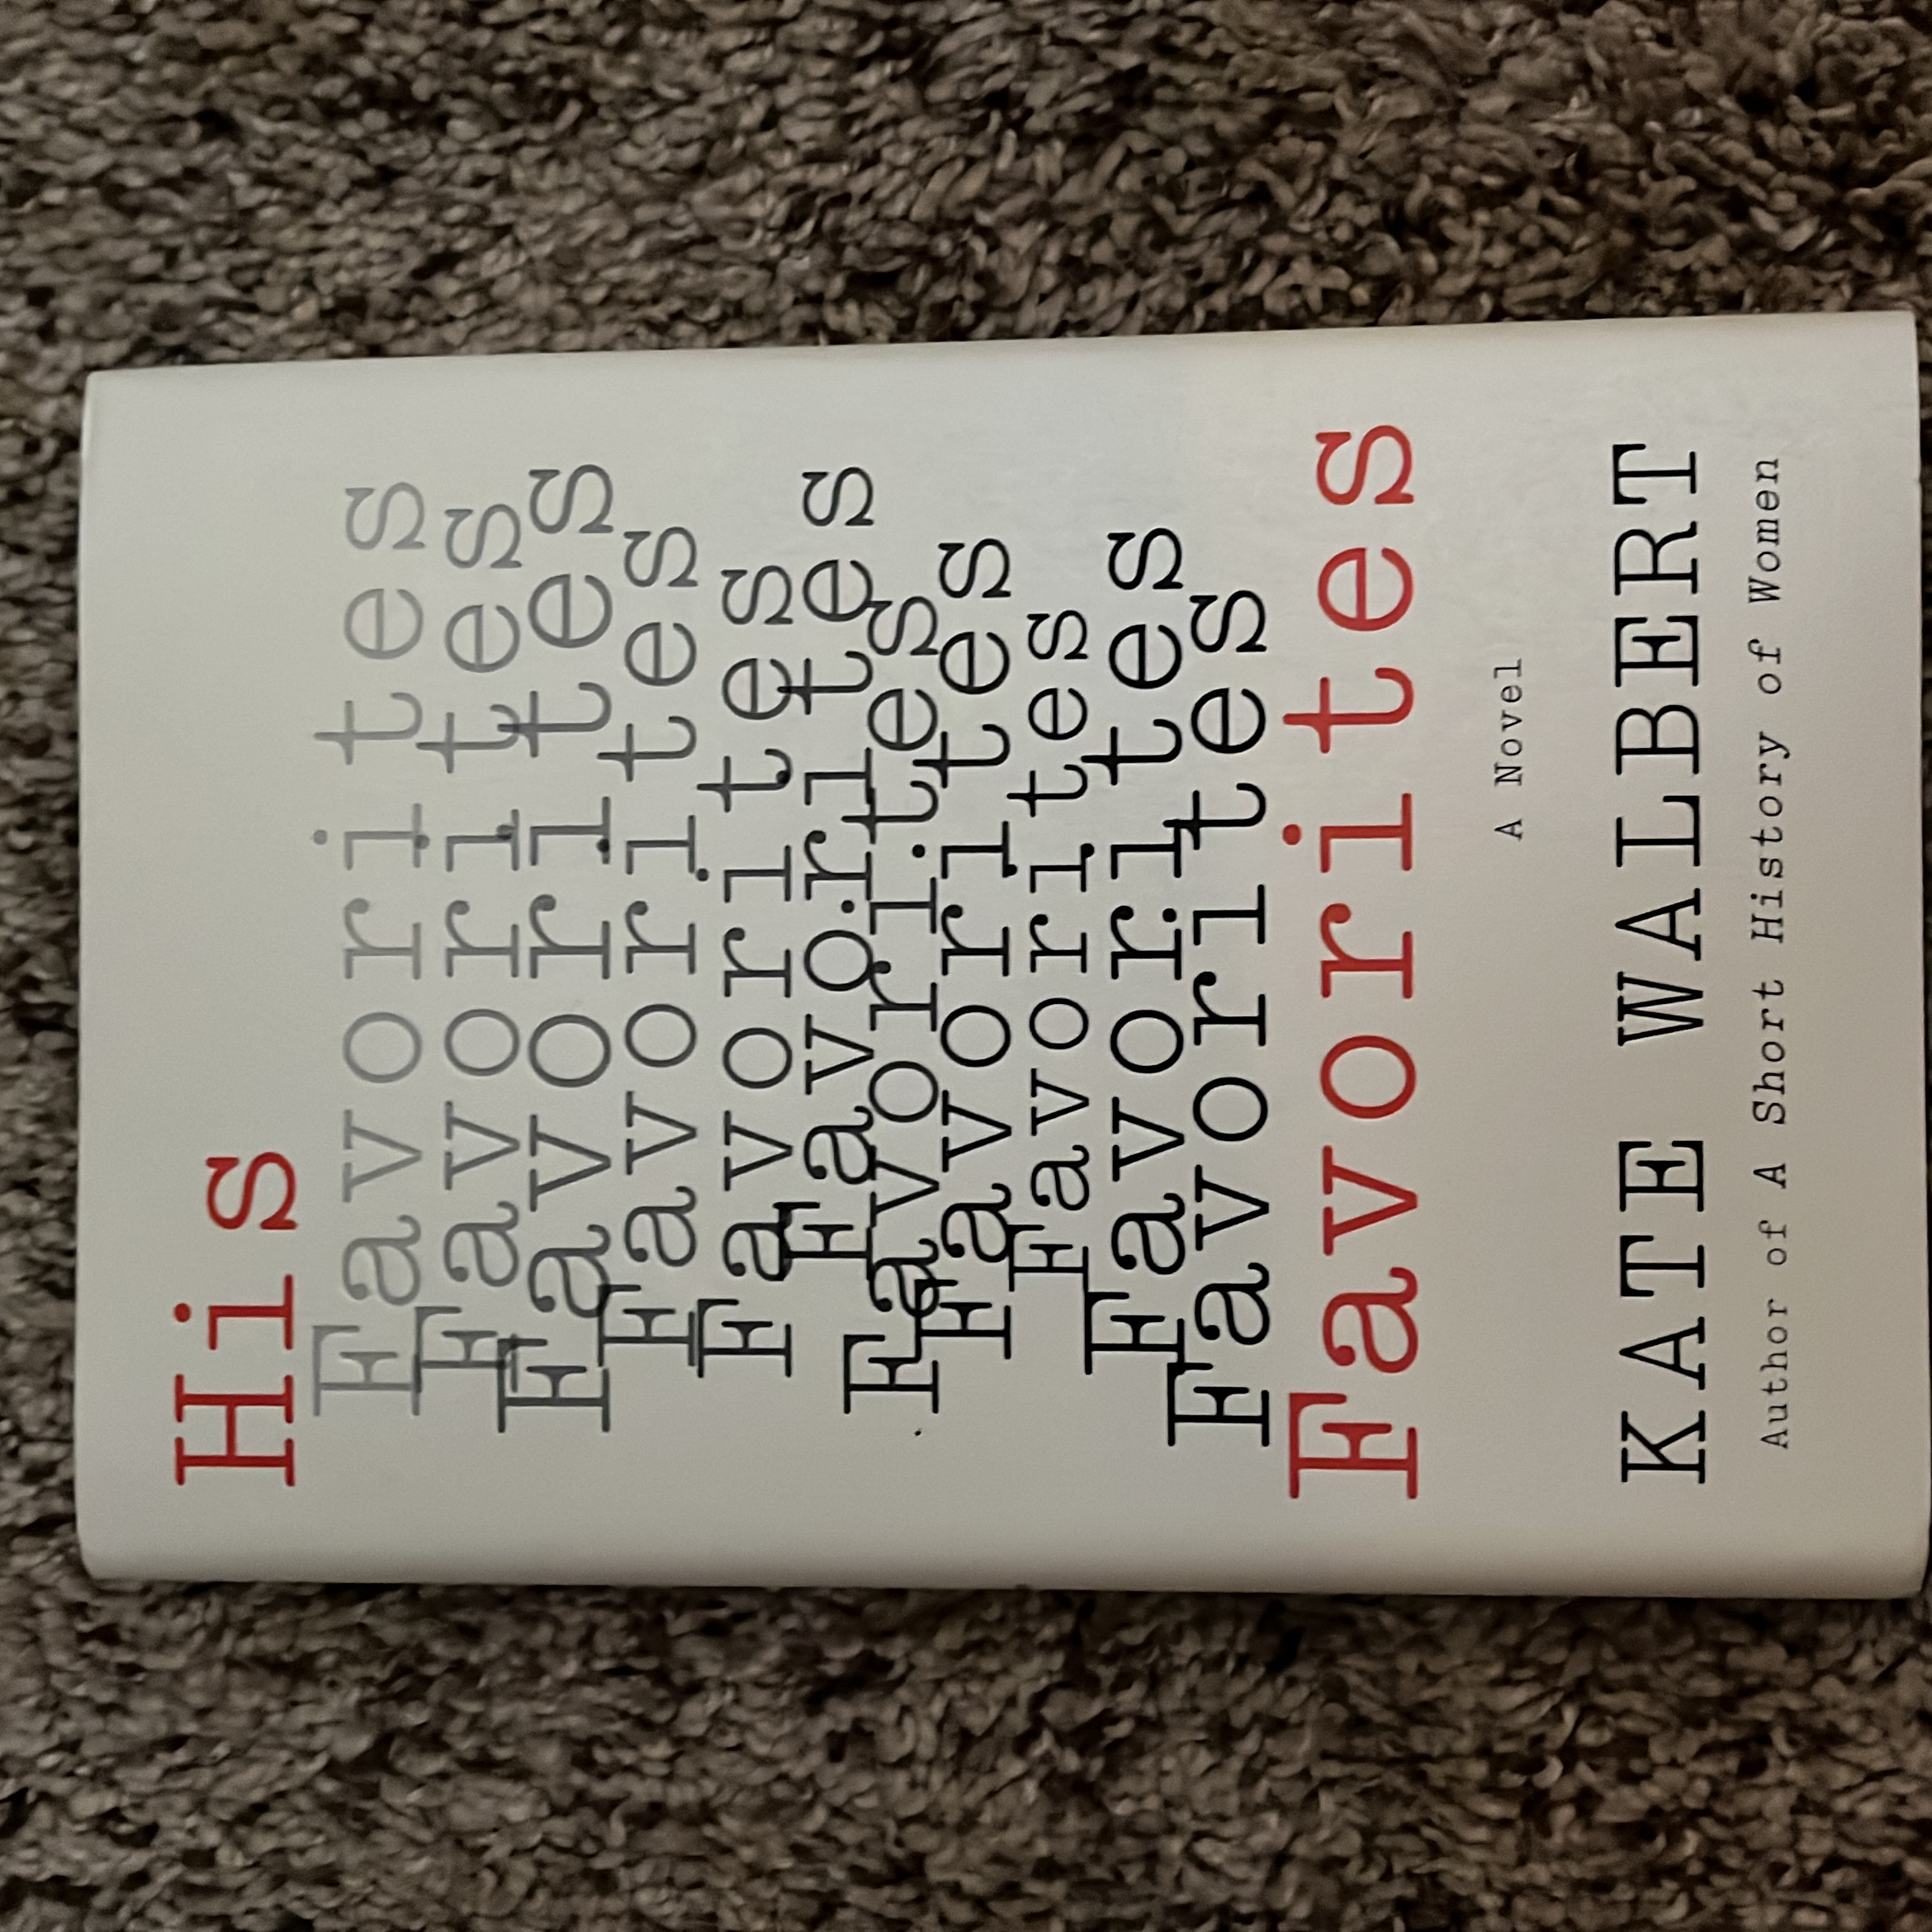 His
Favorites
Favorites
Favorites
Favorites
Favorites
Favorites
Favorites
Favorites
Favorites
Favorites
Favorites
Favorites
A Novel
KATE WALBERT
Author of A Short History of Women